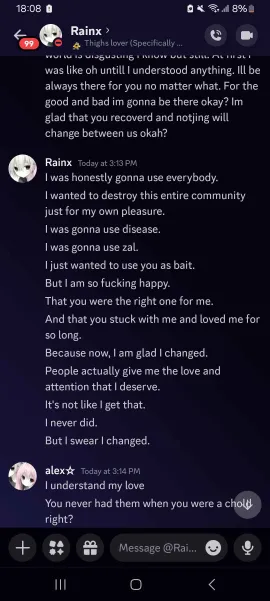 18:08
8%
99
Rainx >
Thighs lover (Specifically ...
world is disgusting I know but still. At first I
was like oh untill I understood anything. Ill be
always there for you no matter what. For the
good and bad im gonna be there okay? Im
glad that you recoverd and notjing will
change between us okah?
Rainx Today at 3:13 PM
I was honestly gonna use everybody.
I wanted to destroy this entire community
just for my own pleasure.
I was gonna use disease.
I was gonna use zal.
I just wanted to use you as bait.
But I am so fucking happy.
That you were the right one for me.
And that you stuck with me and loved me for
so long.
Because now, I am glad I changed.
People actually give me the love and
attention that I deserve.
It's not like I get that.
I never did.
But I swear I changed.
alex☆ Today at 3:14 PM
I understand my love
You never had them when you were a
right?
Message @Rai...